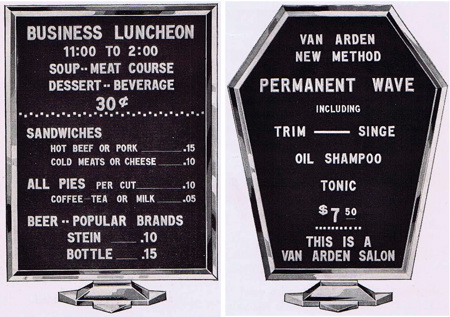 BUSINESS LUNCHEON
11:00 TO 2:00
SOUP·· MEAT COURSE
DESSERT·· BEVERAGE
30¢
SANDWICHES
HOT BEEF OR PORK .15
COLD MEATS OR CHEESE .10
ALL PIES PER CUT .10
COFFEE TEA OR MILK .05
BEER·· POPULAR BRANDS
STEIN .10
BOTTLE .15
VAN ARDEN
NEW METHOD
PERMANENT WAVE
INCLUDING
TRIM — SINGE
OIL SHAMPOO
TONIC
$7 50
THIS IS A
VAN ARDEN SALON